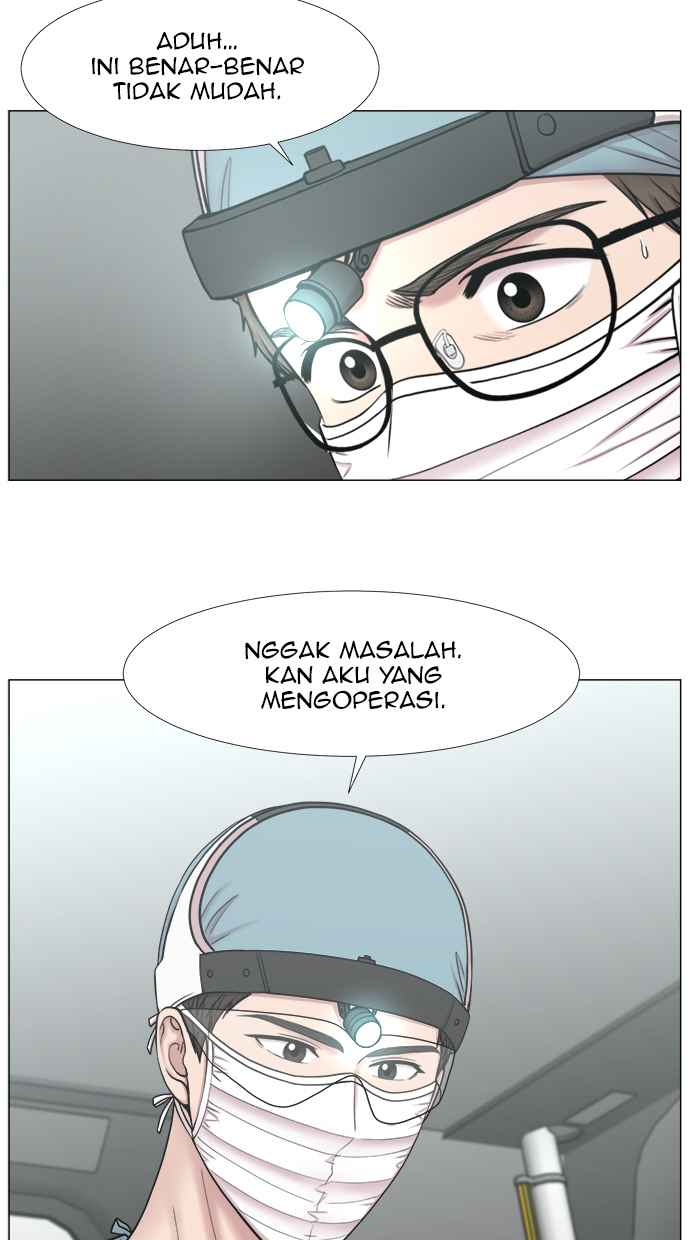 ADUH...
INI BENAR-BENAR
TIDAK MUDAH.
NGGAK MASALAH.
KAN AKU YANG
MENGOPERASI.